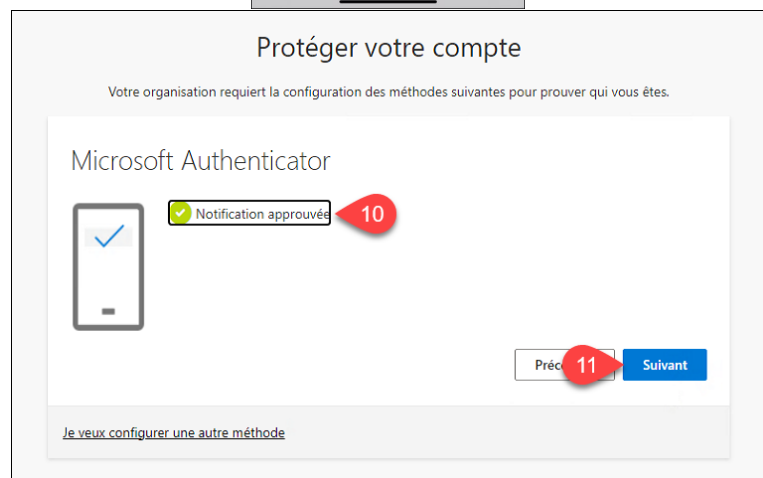 Protéger votre compte
Votre organisation requiert la configuration des méthodes suivantes pour prouver qui vous êtes.
Microsoft Authenticator
Notification approuvée
10
11
Suivant
Je veux configurer une autre méthode